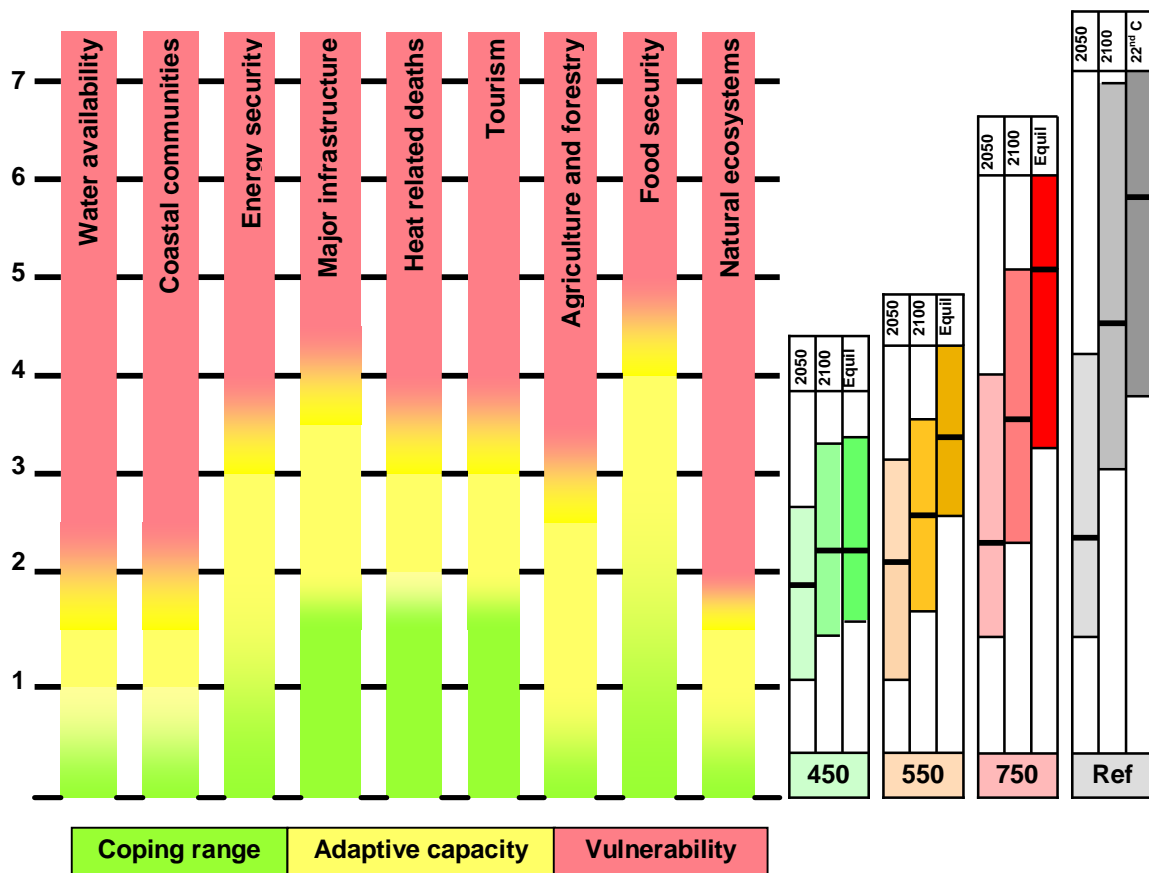 7
6
5
4
3
2
1
Water availability
Coastal communities
Energy security
Major infrastructure
Heat related deaths
Tourism
Agriculture and forestry
Food security
Natural ecosystems
2050
2100
Equil
450
2050
2100
Equil
550
2050
2100
Equil
750
2050
2100
22nd C
Ref
Coping range
Adaptive capacity
Vulnerability